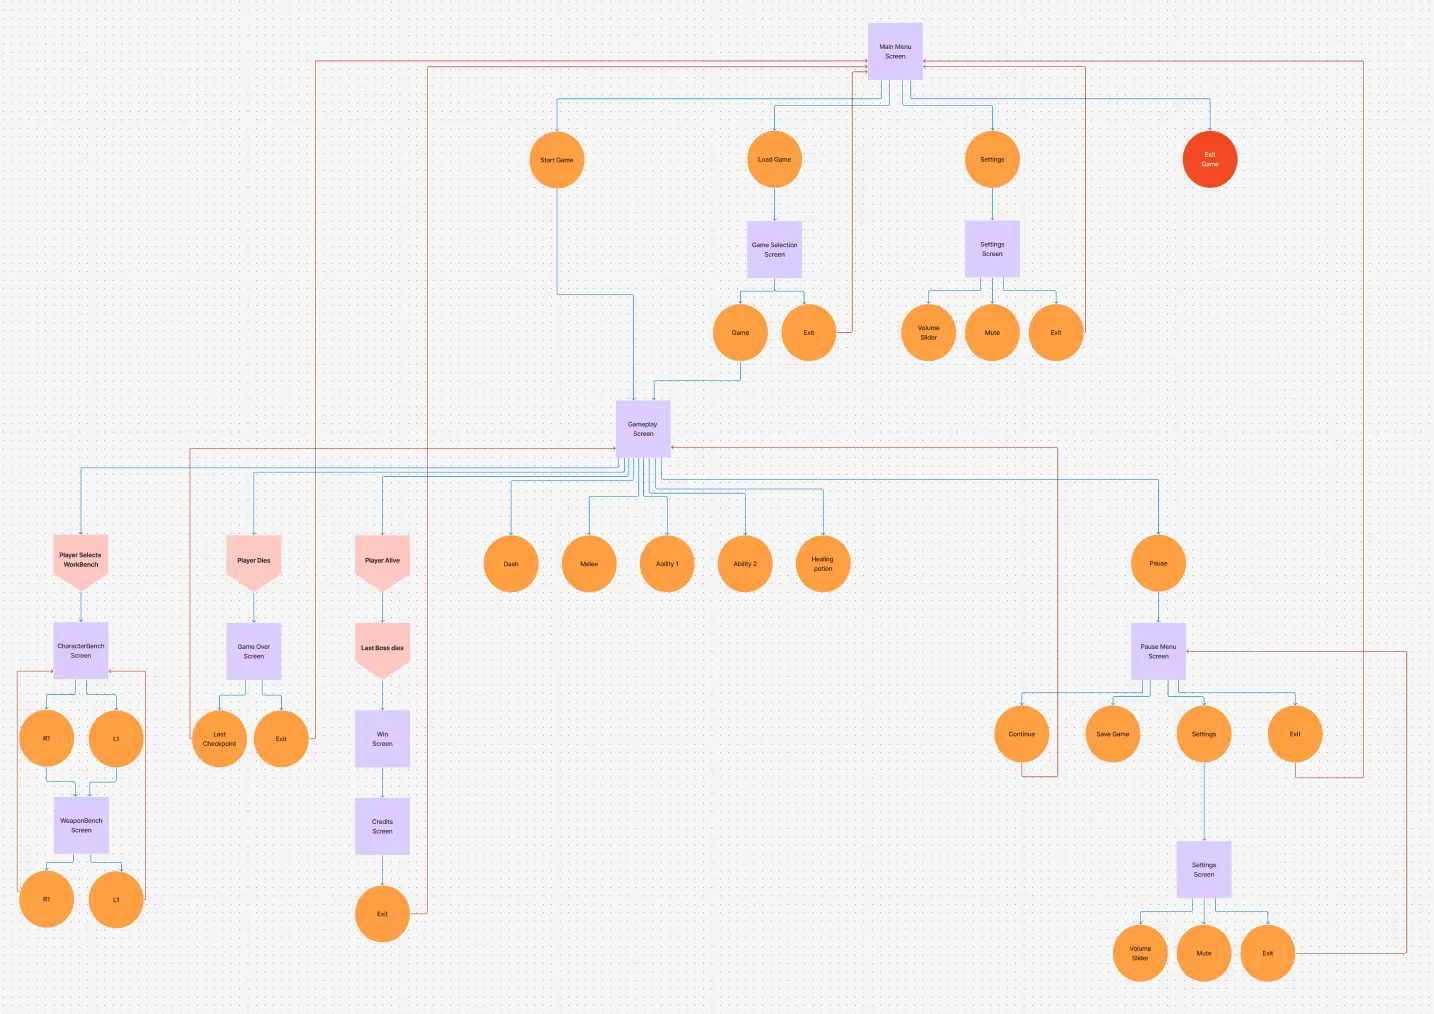 Main Menu
Screen
Start Game
Load Game
Settings
Exit
Game
Game Selection
Screen
Settings
Screen
Game
Exit
Volume
Slider
Mute
Exit
Gameplay
Screen
Player Selects
WorkBench
Player Dies
Player Alive
Dash
Melee
Ability 1
Ability 2
Healing
potion
Pause
CharacterBench
Screen
Game Over
Screen
Last Boss dies
Pause Menu
Screen
R1
L1
Last
Checkpoint
Exit
Win
Screen
Continue
Save Game
Settings
Exit
WeaponBench
Screen
Credits
Screen
Settings
Screen
R1
L1
Exit
Volume
Slider
Mute
Exit